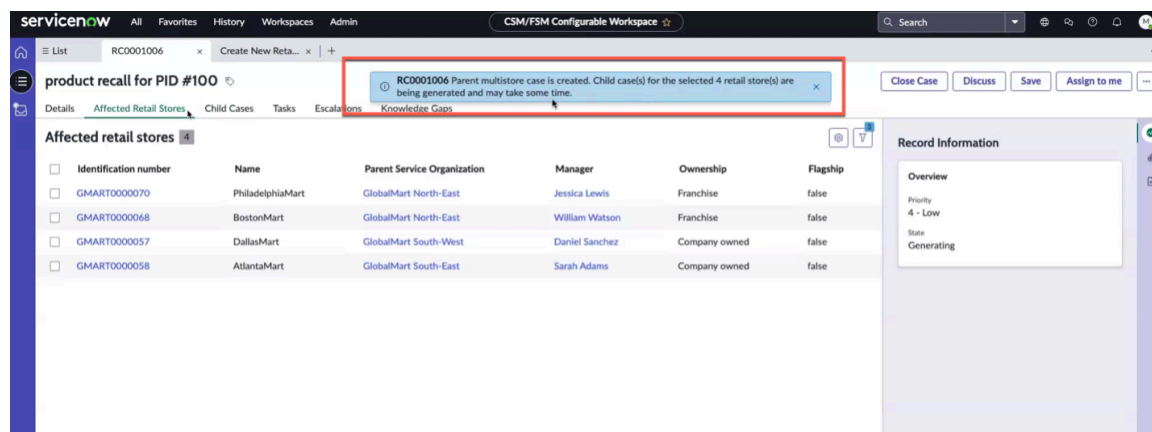 servicenow All Favorites History Workspaces Admin CSM/FSM Configurable Workspace Search
List RC0001006 × Create New Reta... × +
product recall for PID #100
RC0001006 Parent multistore case is created. Child case(s) for the selected 4 retail store(s) are
being generated and may take some time. ×
Close Case Discuss Save Assign to me ...
Details Affected Retail Stores Child Cases Tasks Escalations Knowledge Gaps
Affected retail stores 4
3
Identification number Name Parent Service Organization Manager Ownership Flagship
GMART0000070 PhiladelphiaMart GlobalMart North-East Jessica Lewis Franchise false
GMART0000068 BostonMart GlobalMart North-East William Watson Franchise false
GMART0000057 DallasMart GlobalMart South-West Daniel Sanchez Company owned false
GMART0000058 AtlantaMart GlobalMart South-East Sarah Adams Company owned false
Record Information
Overview
Priority
4 - Low
State
Generating